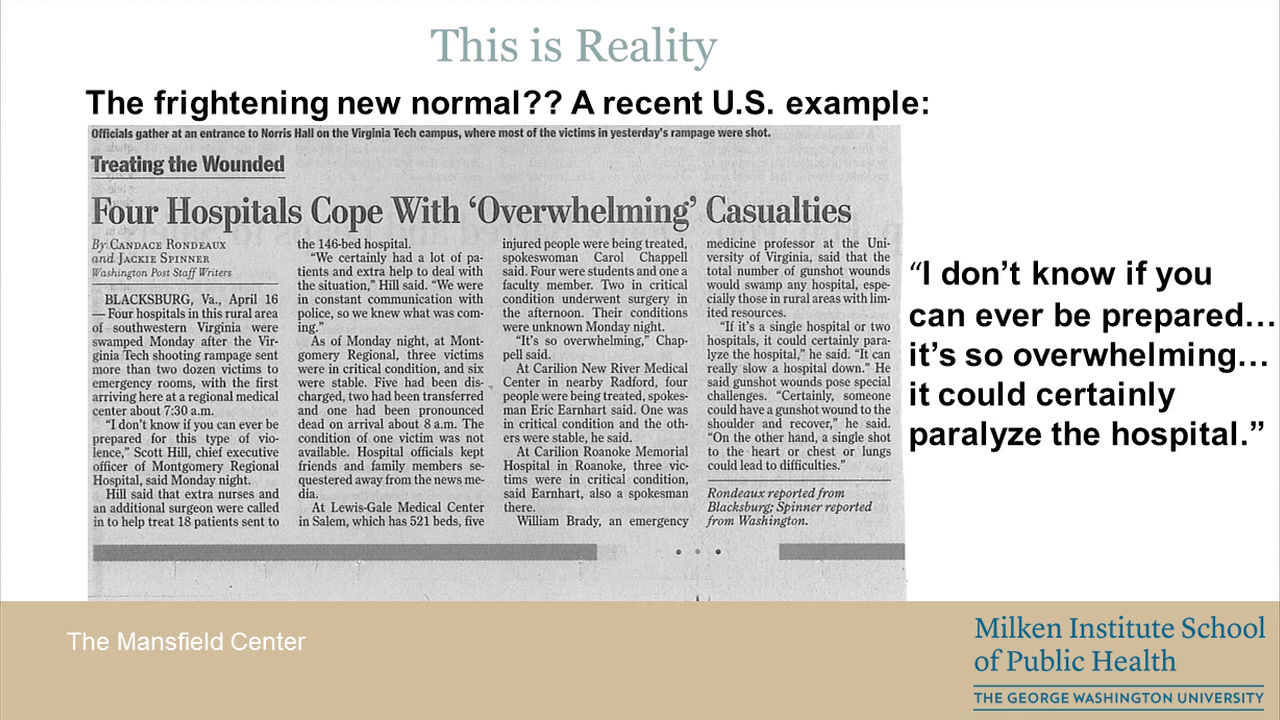 This is Reality
The frightening new normal?? A recent U.S. example:
Officials gather at an entrance to Norris Hall on the Virginia Tech campus, where most of the victims in yesterday's rampage were shot.
Treating the Wounded
Four Hospitals Cope With ‘Overwhelming’ Casualties
By CANDACE RONDEAUX
and JACKIE SPINNER
Washington Post Staff Writers
BLACKSBURG, Va., April 16
— Four hospitals in this rural area
of southwestern Virginia were
swamped Monday after the Vir-
ginia Tech shooting rampage sent
more than two dozen victims to
emergency rooms, with the first
arriving here at a regional medical
center about 7:30 a.m.
“I don’t know if you can ever be
prepared for this type of vio-
lence,” Scott Hill, chief executive
officer of Montgomery Regional
Hospital, said Monday night.
Hill said that extra nurses and
an additional surgeon were called
in to help treat 18 patients sent to
the 146-bed hospital.
“We certainly had a lot of pa-
tients and extra help to deal with
the situation,” Hill said. “We were
in constant communication with
police, so we knew what was com-
ing.”
As of Monday night, at Mont-
gomery Regional, three victims
were in critical condition, and six
were stable. Five had been dis-
charged, two had been transferred
and one had been pronounced
dead on arrival about 8 a.m. The
condition of one victim was not
available. Hospital officials kept
friends and family members se-
questered away from the news me-
dia.
At Lewis-Gale Medical Center
in Salem, which has 521 beds, five
injured people were being treated,
spokeswoman Carol Chappell
said. Four were students and one a
faculty member. Two in critical
condition underwent surgery in
the afternoon. Their conditions
were unknown Monday night.
“It’s so overwhelming,” Chap-
pell said.
At Carilion New River Medical
Center in nearby Radford, four
people were being treated, spokes-
man Eric Earnhart said. One was
in critical condition and the oth-
ers were stable, he said.
At Carilion Roanoke Memorial
Hospital in Roanoke, three vic-
tims were in critical condition,
said Earnhart, also a spokesman
there.
William Brady, an emergency
medicine professor at the Uni-
versity of Virginia, said that the
total number of gunshot wounds
would swamp any hospital, espe-
cially those in rural areas with lim-
ited resources.
“If it’s a single hospital or two
hospitals, it could certainly para-
lyze the hospital,” he said. “It can
really slow a hospital down.” He
said gunshot wounds pose special
challenges. “Certainly, someone
could have a gunshot wound to the
shoulder and recover,” he said.
“On the other hand, a single shot
to the heart or chest or lungs
could lead to difficulties.”
Rondeaux reported from
Blacksburg; Spinner reported
from Washington.
“I don’t know if you
can ever be prepared…
it’s so overwhelming…
it could certainly
paralyze the hospital.”
The Mansfield Center
Milken Institute School
of Public Health
THE GEORGE WASHINGTON UNIVERSITY